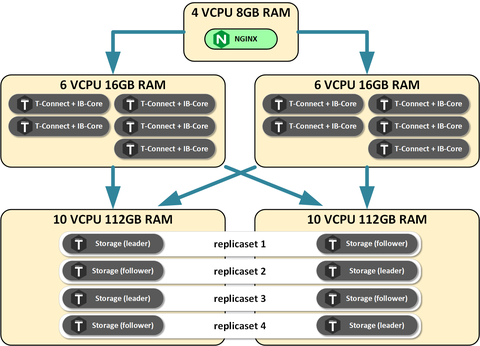 4 VCPU 8GB RAM
N NGINX
6 VCPU 16GB RAM
T T-Connect + IB-Core T T-Connect + IB-Core
T T-Connect + IB-Core T T-Connect + IB-Core
T T-Connect + IB-Core
6 VCPU 16GB RAM
T T-Connect + IB-Core T T-Connect + IB-Core
T T-Connect + IB-Core T T-Connect + IB-Core
T T-Connect + IB-Core
10 VCPU 112GB RAM 10 VCPU 112GB RAM
T Storage (leader) replicaset 1 T Storage (follower)
T Storage (follower) replicaset 2 T Storage (leader)
T Storage (leader) replicaset 3 T Storage (follower)
T Storage (follower) replicaset 4 T Storage (leader)